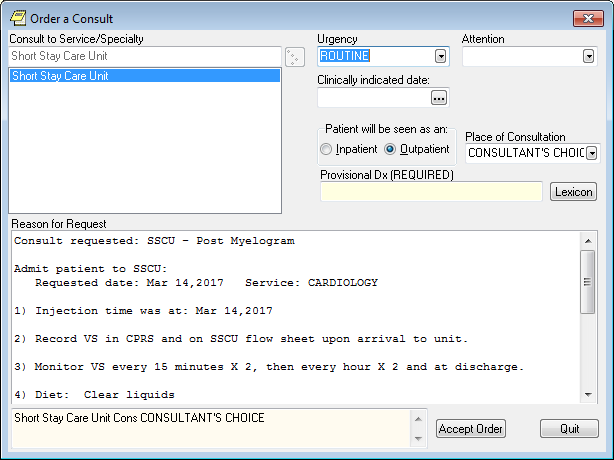 Order a Consult
Consult to Service/Specialty
Short Stay Care Unit
Short Stay Care Unit
Urgency
ROUTINE
Attention
Clinically indicated date:
...
Patient will be seen as an:
Inpatient
Outpatient
Place of Consultation
CONSULTANT'S CHOIC
Provisional Dx (REQUIRED)
Lexicon
Reason for Request
Consult requested: SSCU - Post Myelogram
Admit patient to SSCU:
Requested date: Mar 14,2017 Service: CARDIOLOGY
1) Injection time was at: Mar 14,2017
2) Record VS in CPRS and on SSCU flow sheet upon arrival to unit.
3) Monitor VS every 15 minutes X 2, then every hour X 2 and at discharge.
4) Diet: Clear liquids
Short Stay Care Unit Cons CONSULTANT'S CHOICE
Accept Order
Quit